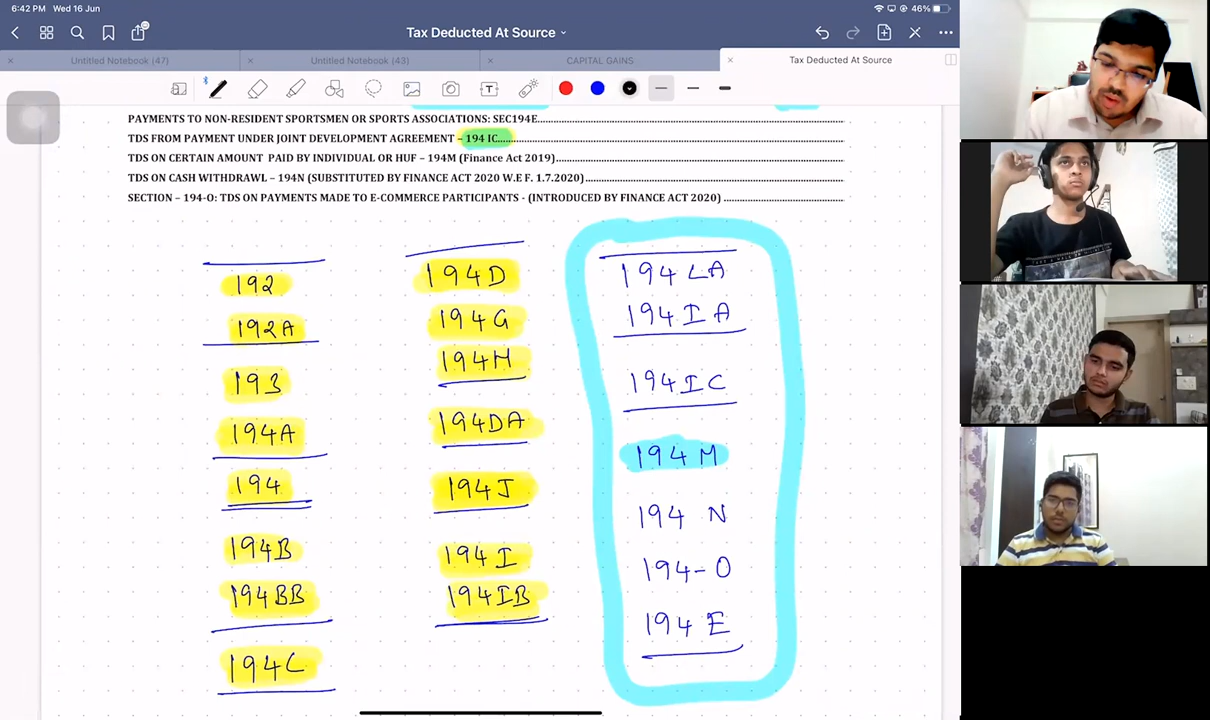 6:42 PM Wed 16 Jun
46%
Tax Deducted At Source
Untitled Notebook (47)
Untitled Notebook (43)
CAPITAL GAINS
Tax Deducted At Source
PAYMENTS TO NON-RESIDENT SPORTSMEN OR SPORTS ASSOCIATIONS: SEC194E
TDS FROM PAYMENT UNDER JOINT DEVELOPMENT AGREEMENT – 194 IC
TDS ON CERTAIN AMOUNT PAID BY INDIVIDUAL OR HUF – 194M (Finance Act 2019)
TDS ON CASH WITHDRAWL – 194N (SUBSTITUTED BY FINANCE ACT 2020 W.E F. 1.7.2020)
SECTION – 194-O: TDS ON PAYMENTS MADE TO E-COMMERCE PARTICIPANTS - (INTRODUCED BY FINANCE ACT 2020)
192
192A
193
194A
194
194B
194BB
194C
194D
194G
194H
194DA
194J
194I
194IB
194LA
194IA
194IC
194M
194 N
194-O
194 E